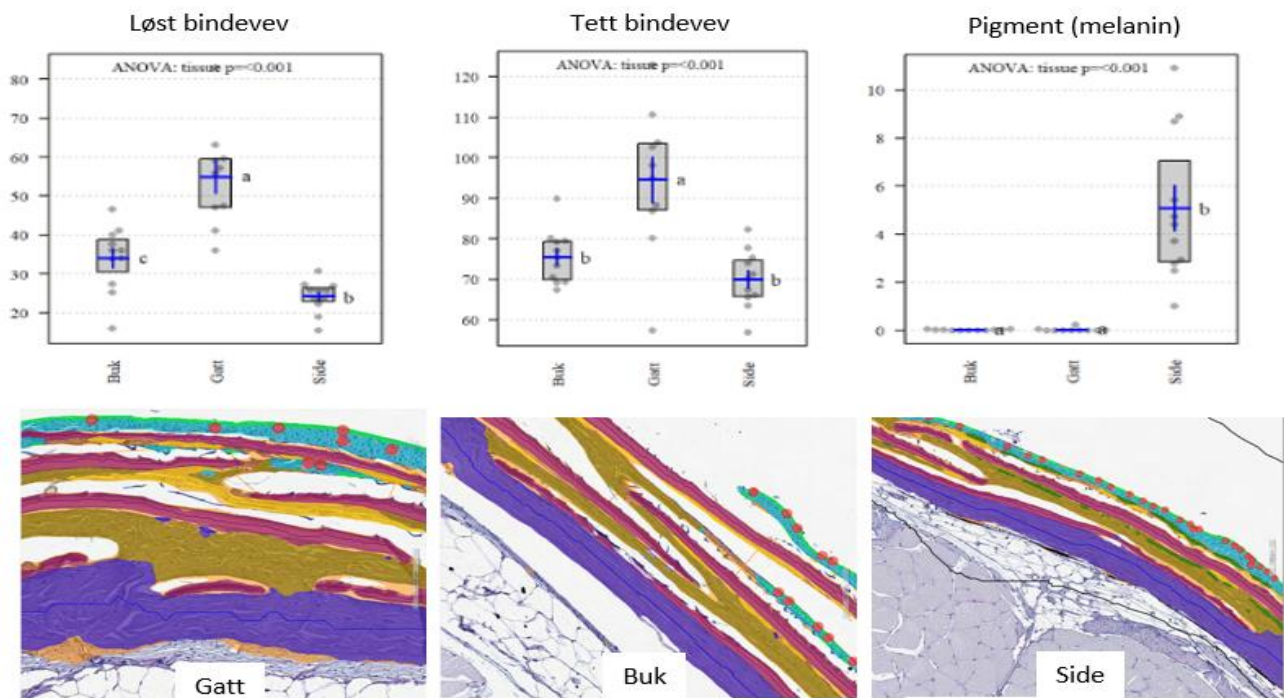 Løst bindevev
ANOVA: tissue p=<0.001
80
70
60
50
40
30
20
c
a
b
Buk
Gatt
Side
Tett bindevev
ANOVA: tissue p=<0.001
120
100
90
80
70
60
b
a
b
Buk
Gatt
Side
Pigment (melanin)
ANOVA: tissue p=<0.001
10
8
6
4
2
0
a
a
b
Buk
Gatt
Side
Gatt
Buk
Side